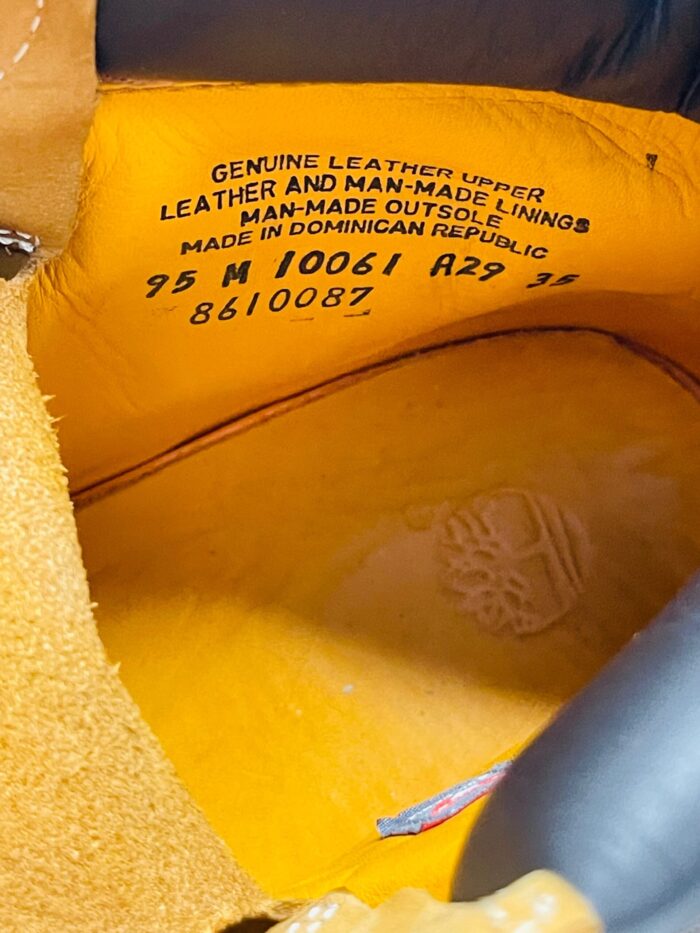 GENUINE LEATHER UPPER
LEATHER AND MAN-MADE LININGS
MAN-MADE OUTSOLE
MADE IN DOMINICAN REPUBLIC
95 M 10061 A29 35
8610087